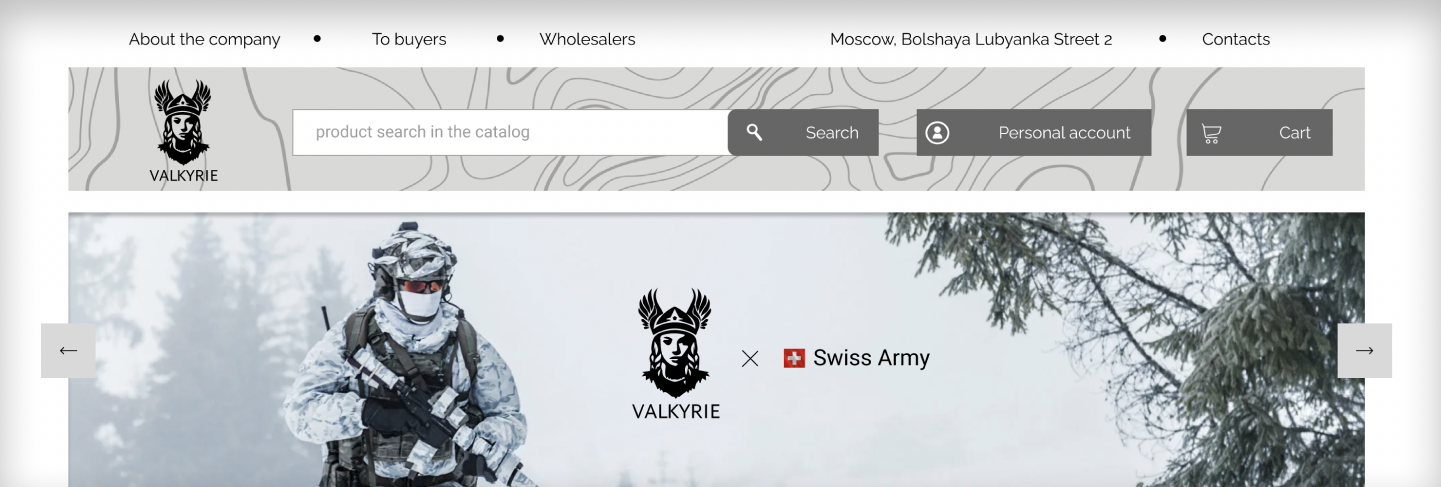 About the company • To buyers • Wholesalers Moscow, Bolshaya Lubyanka Street 2 • Contacts
VALKYRIE
product search in the catalog
Search
Personal account
Cart
VALKYRIE
Swiss Army